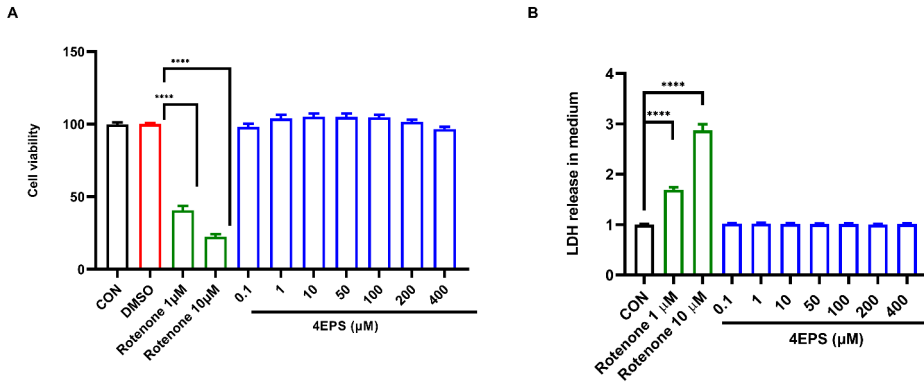 A
Cell viability
150
100
50
0
****
****
CON
DMSO
Rotenone 1μM
Rotenone 10μM
0.1
1
10
50
100
200
400
4EPS (μM)
B
LDH release in medium
4
3
2
1
0
****
****
CON
Rotenone 1 μM
Rotenone 10 μM
0.1
1
10
50
100
200
400
4EPS (μM)